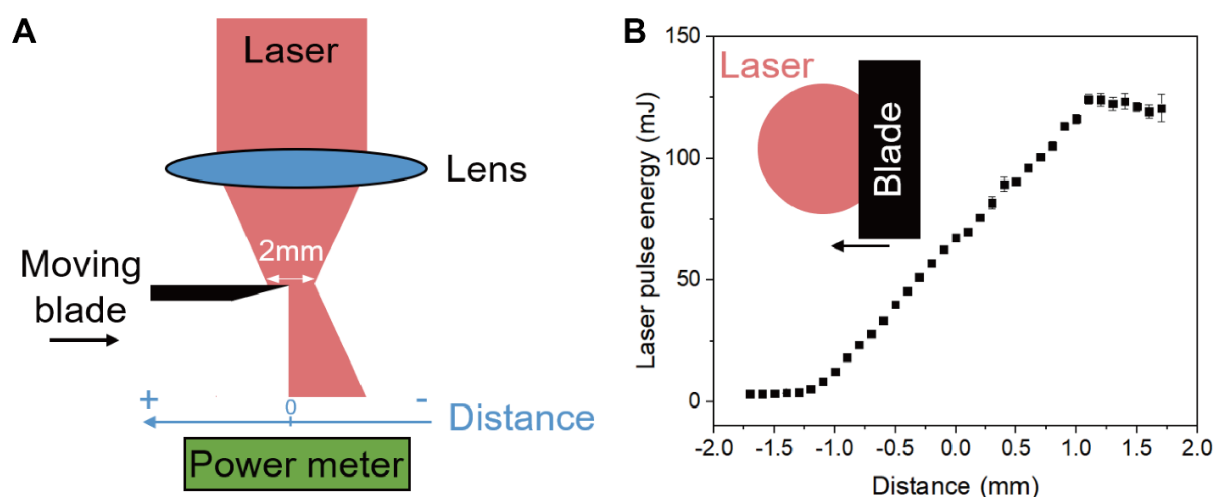 A
Laser
Lens
2mm
Moving
blade
+
0
-
Distance
Power meter
B
Laser
Blade
Laser pulse energy (mJ)
150
100
50
0
-2.0 -1.5 -1.0 -0.5 0.0 0.5 1.0 1.5 2.0
Distance (mm)